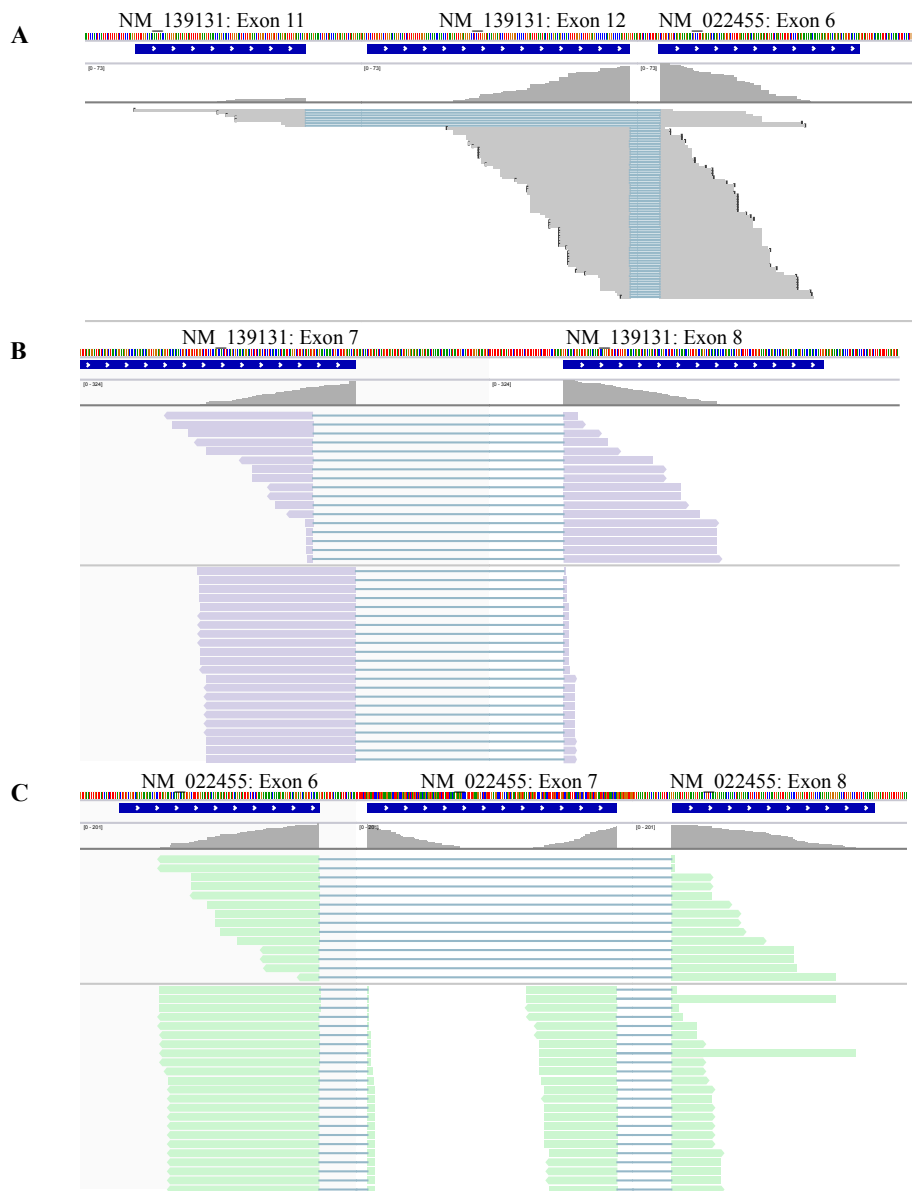 A
NM_139131: Exon 11 NM_139131: Exon 12 NM_022455: Exon 6
[0 - 73] [0 - 73] [0 - 73]
B
NM_139131: Exon 7 NM_139131: Exon 8
[0 - 324] [0 - 324]
C
NM_022455: Exon 6 NM_022455: Exon 7 NM_022455: Exon 8
[0 - 201] [0 - 201]